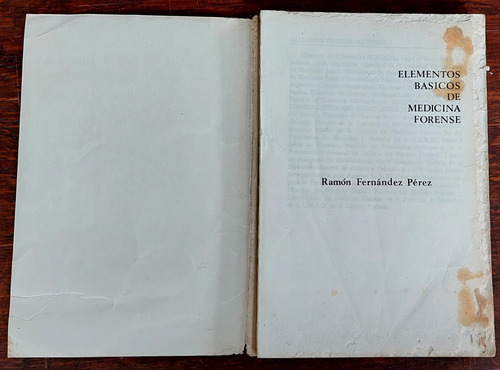 ELEMENTOS
BASICOS
DE
MEDICINA
FORENSE
Ramón Fernández Pérez